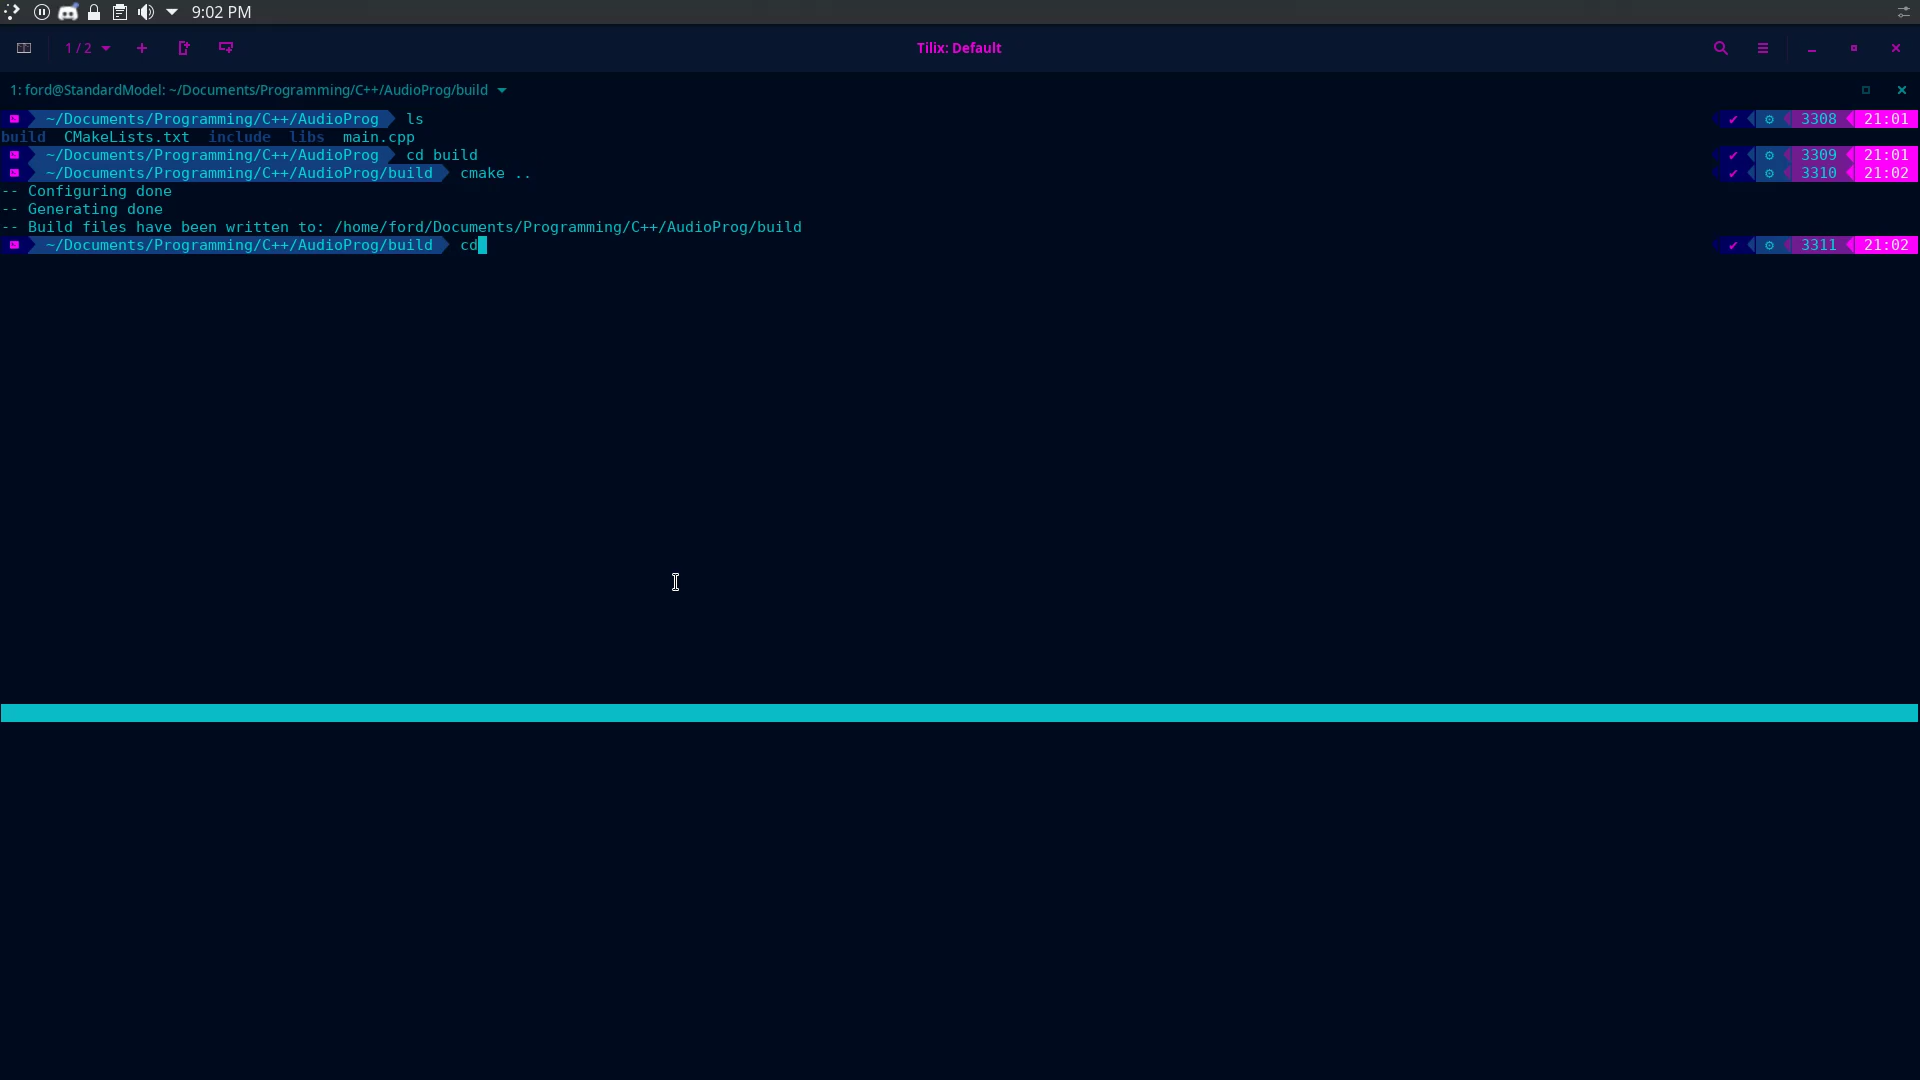 9:02 PM
1 / 2
Tilix: Default
1: ford@StandardModel: ~/Documents/Programming/C++/AudioProg/build
~/Documents/Programming/C++/AudioProg ls ✔ ⚙ 3308 21:01
build CMakeLists.txt include libs main.cpp
~/Documents/Programming/C++/AudioProg cd build ✔ ⚙ 3309 21:01
~/Documents/Programming/C++/AudioProg/build cmake .. ✔ ⚙ 3310 21:02
-- Configuring done
-- Generating done
-- Build files have been written to: /home/ford/Documents/Programming/C++/AudioProg/build
~/Documents/Programming/C++/AudioProg/build cd ✔ ⚙ 3311 21:02